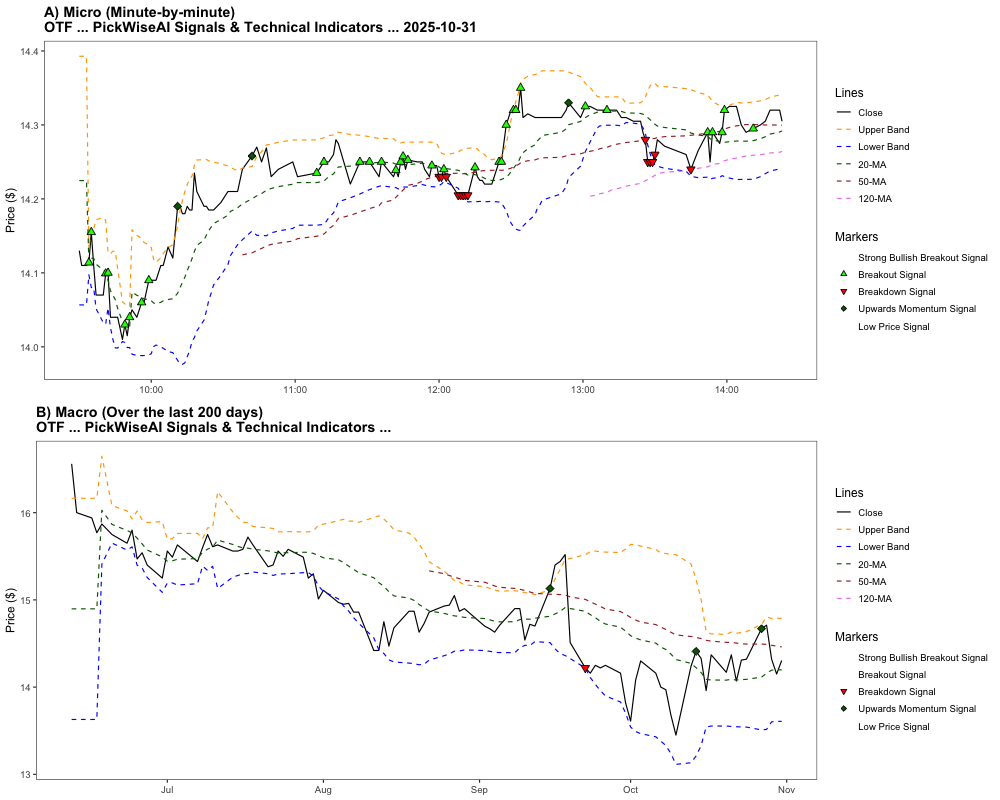 A) Micro (Minute-by-minute)
OTF ... PickWiseAI Signals & Technical Indicators ... 2025-10-31
Price ($)
14.4
14.3
14.2
14.1
14.0
10:00
11:00
12:00
13:00
14:00
Lines
Close
Upper Band
Lower Band
20-MA
50-MA
120-MA
Markers
Strong Bullish Breakout Signal
Breakout Signal
Breakdown Signal
Upwards Momentum Signal
Low Price Signal
B) Macro (Over the last 200 days)
OTF ... PickWiseAI Signals & Technical Indicators ...
Price ($)
16
15
14
13
Jul
Aug
Sep
Oct
Nov
Lines
Close
Upper Band
Lower Band
20-MA
50-MA
120-MA
Markers
Strong Bullish Breakout Signal
Breakout Signal
Breakdown Signal
Upwards Momentum Signal
Low Price Signal